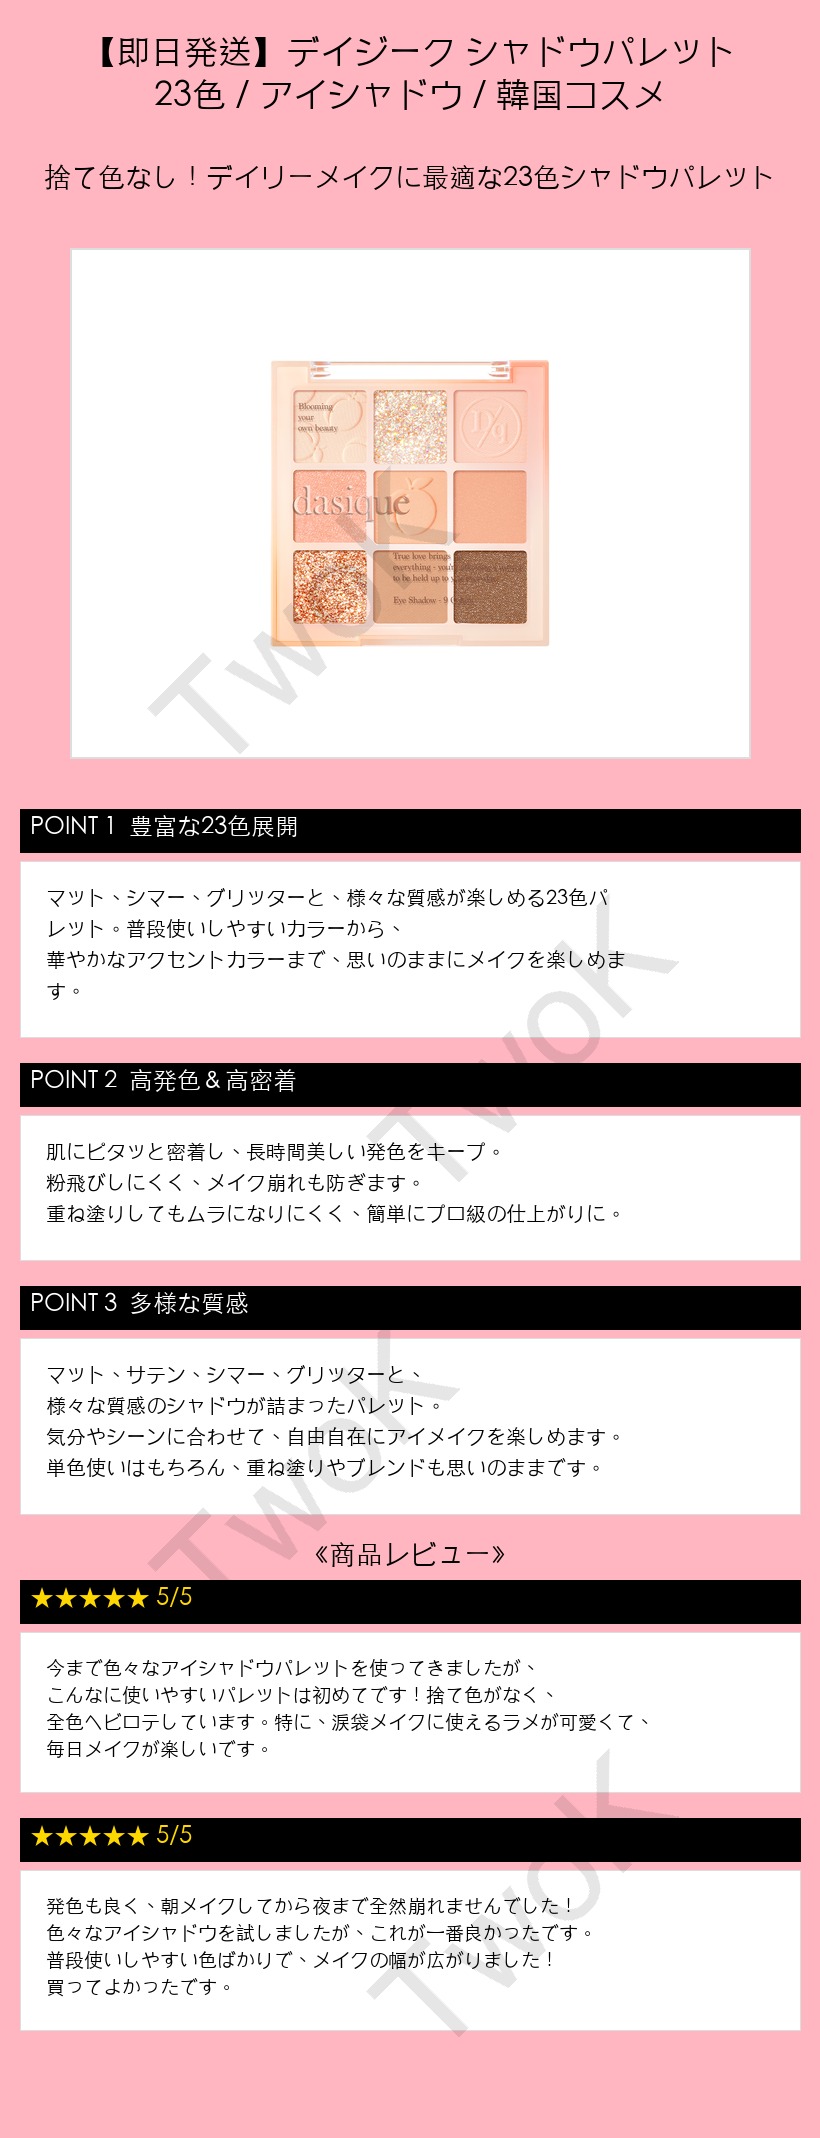 【即日発送】デイジーク シャドウパレット
23色 / アイシャドウ / 韓国コスメ
捨て色なし！デイリーメイクに最適な23色シャドウパレット
Blooming
your
own beauty
dasique
True love brings
everything - you're
to be held up to
Eye Shadow - 9
TwoK
POINT 1 豊富な23色展開
マット、シマー、グリッターと、様々な質感が楽しめる23色パ
レット。普段使いしやすいカラーから、
華やかなアクセントカラーまで、思いのままにメイクを楽しめま
す。
TwoK
POINT 2 高発色＆高密着
肌にピタッと密着し、長時間美しい発色をキープ。
粉飛びしにくく、メイク崩れも防ぎます。
重ね塗りしてもムラになりにくく、簡単にプロ級の仕上がりに。
POINT 3 多様な質感
マット、サテン、シマー、グリッターと、
様々な質感のシャドウが詰まったパレット。
気分やシーンに合わせて、自由自在にアイメイクを楽しめます。
単色使いはもちろん、重ね塗りやブレンドも思いのままです。
TwoK
《商品レビュー》
★★★★★ 5/5
今まで色々なアイシャドウパレットを使ってきましたが、
こんなに使いやすいパレットは初めてです！捨て色がなく、
全色ヘビロテしています。特に、涙袋メイクに使えるラメが可愛くて、
毎日メイクが楽しいです。
★★★★★ 5/5
発色も良く、朝メイクしてから夜まで全然崩れませんでした！
色々なアイシャドウを試しましたが、これが一番良かったです。
普段使いしやすい色ばかりで、メイクの幅が広がりました！
買ってよかったです。
TwoK